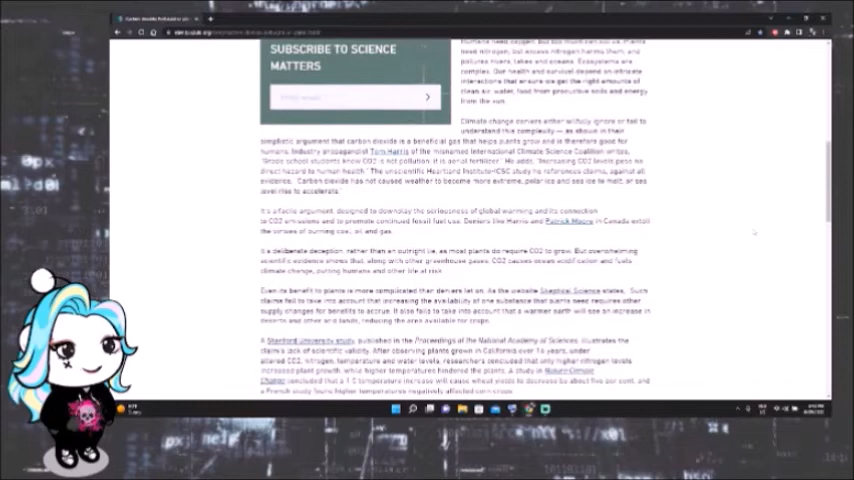 SUBSCRIBE TO SCIENCE
MATTERS
Humans need oxygen, but too much can kill us. Plants
need nitrogen, but excess nitrogen harms them, and
pollutes rivers, lakes and oceans. Ecosystems are
complex. Our health and survival depend on intricate
interactions that ensure we get the right amounts of
clean air, water, food from productive soils and energy
from the sun.
Climate change deniers either willfully ignore or fail to
understand this complexity — as shown in their
simplistic argument that carbon dioxide is a beneficial gas that helps plants grow and is therefore good for
humans. Industry propagandist Tom Harris of the misnamed International Climate Science Coalition writes,
"Grade school students know CO2 is not pollution; it is aerial fertilizer." He adds, "Increasing CO2 levels pose no
direct hazard to human health." The unscientific Heartland Institute-ICSC study he references claims, against all
evidence, "Carbon dioxide has not caused weather to become more extreme, polar ice and sea ice to melt, or sea
level rise to accelerate."
It is a facile argument, designed to downplay the seriousness of global warming and its connection
to CO2 emissions and to promote continued fossil fuel use. Deniers like Harris and Patrick Moore in Canada extoll
the virtues of burning coal, oil and gas.
It's a deliberate deception, rather than an outright lie, as most plants do require CO2 to grow. But overwhelming
scientific evidence shows that, along with other greenhouse gases, CO2 causes ocean acidification and fuels
climate change, putting humans and other life at risk.
Even its benefit to plants is more complicated than deniers let on. As the website Skeptical Science states, "Such
claims fail to take into account that increasing the availability of one substance that plants need requires other
supply changes for benefits to accrue. It also fails to take into account that a warmer earth will see an increase in
deserts and other arid lands, reducing the area available for crops."
A Stanford University study, published in the Proceedings of the National Academy of Sciences, illustrates the
claim's lack of scientific validity. After observing plants grown in California over 16 years, under
altered CO2, nitrogen, temperature and water levels, researchers concluded that only higher nitrogen levels
increased plant growth, while higher temperatures hindered the plants. A study in Nature Climate
Change concluded that a 1 C temperature increase will cause wheat yields to decrease by about five per cent, and
a French study found higher temperatures negatively affected corn crops.